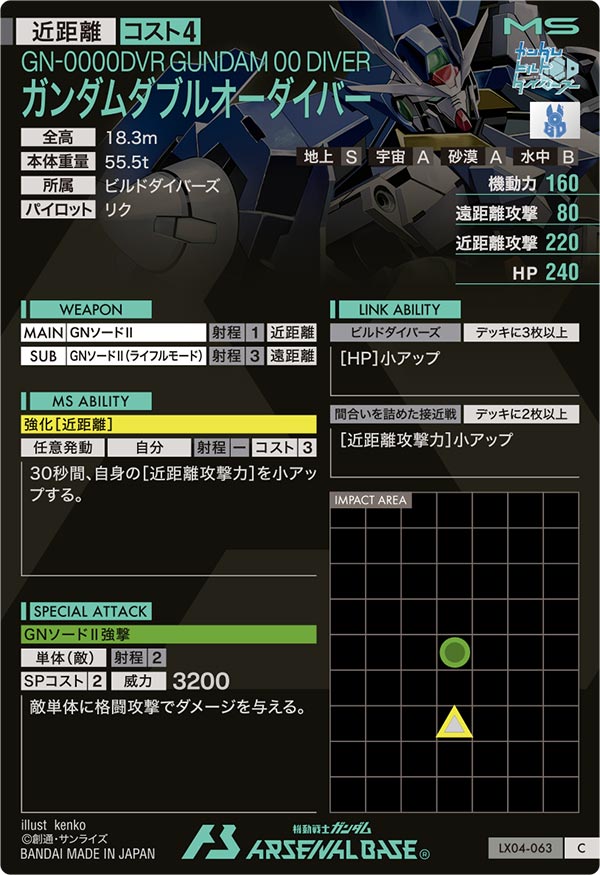 近距離 コスト4 MS
GN-0000DVR GUNDAM 00 DIVER
ガンダムダブルオーダイバー
ガンダム
ビルド
ダイバーズ
全高 18.3m
本体重量 55.5t
所属 ビルドダイバーズ
パイロット リク
地上 S 宇宙 A 砂漠 A 水中 B
機動力 160
遠距離攻撃 80
近距離攻撃 220
HP 240
WEAPON
MAIN GNソードⅡ 射程 1 近距離
SUB GNソードⅡ(ライフルモード) 射程 3 遠距離
MS ABILITY
強化[近距離]
任意発動 自分 射程 ー コスト 3
30秒間、自身の[近距離攻撃力]を小アッ
プする。
SPECIAL ATTACK
GNソードⅡ強撃
単体(敵) 射程 2
SPコスト 2 威力 3200
敵単体に格闘攻撃でダメージを与える。
LINK ABILITY
ビルドダイバーズ デッキに3枚以上
[HP]小アップ
間合いを詰めた接近戦 デッキに2枚以上
[近距離攻撃力]小アップ
IMPACT AREA
illust kenko
©創通・サンライズ
BANDAI MADE IN JAPAN
機動戦士ガンダム
ARSENAL BASE®
LX04-063 C